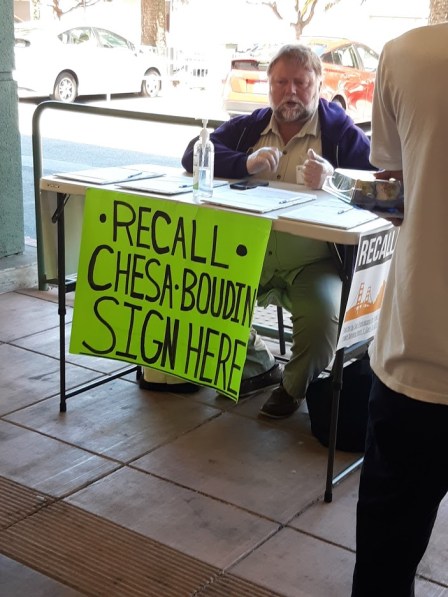 ·RECALL·
CHESA·BOUDIN
SIGN HERE
RECALL